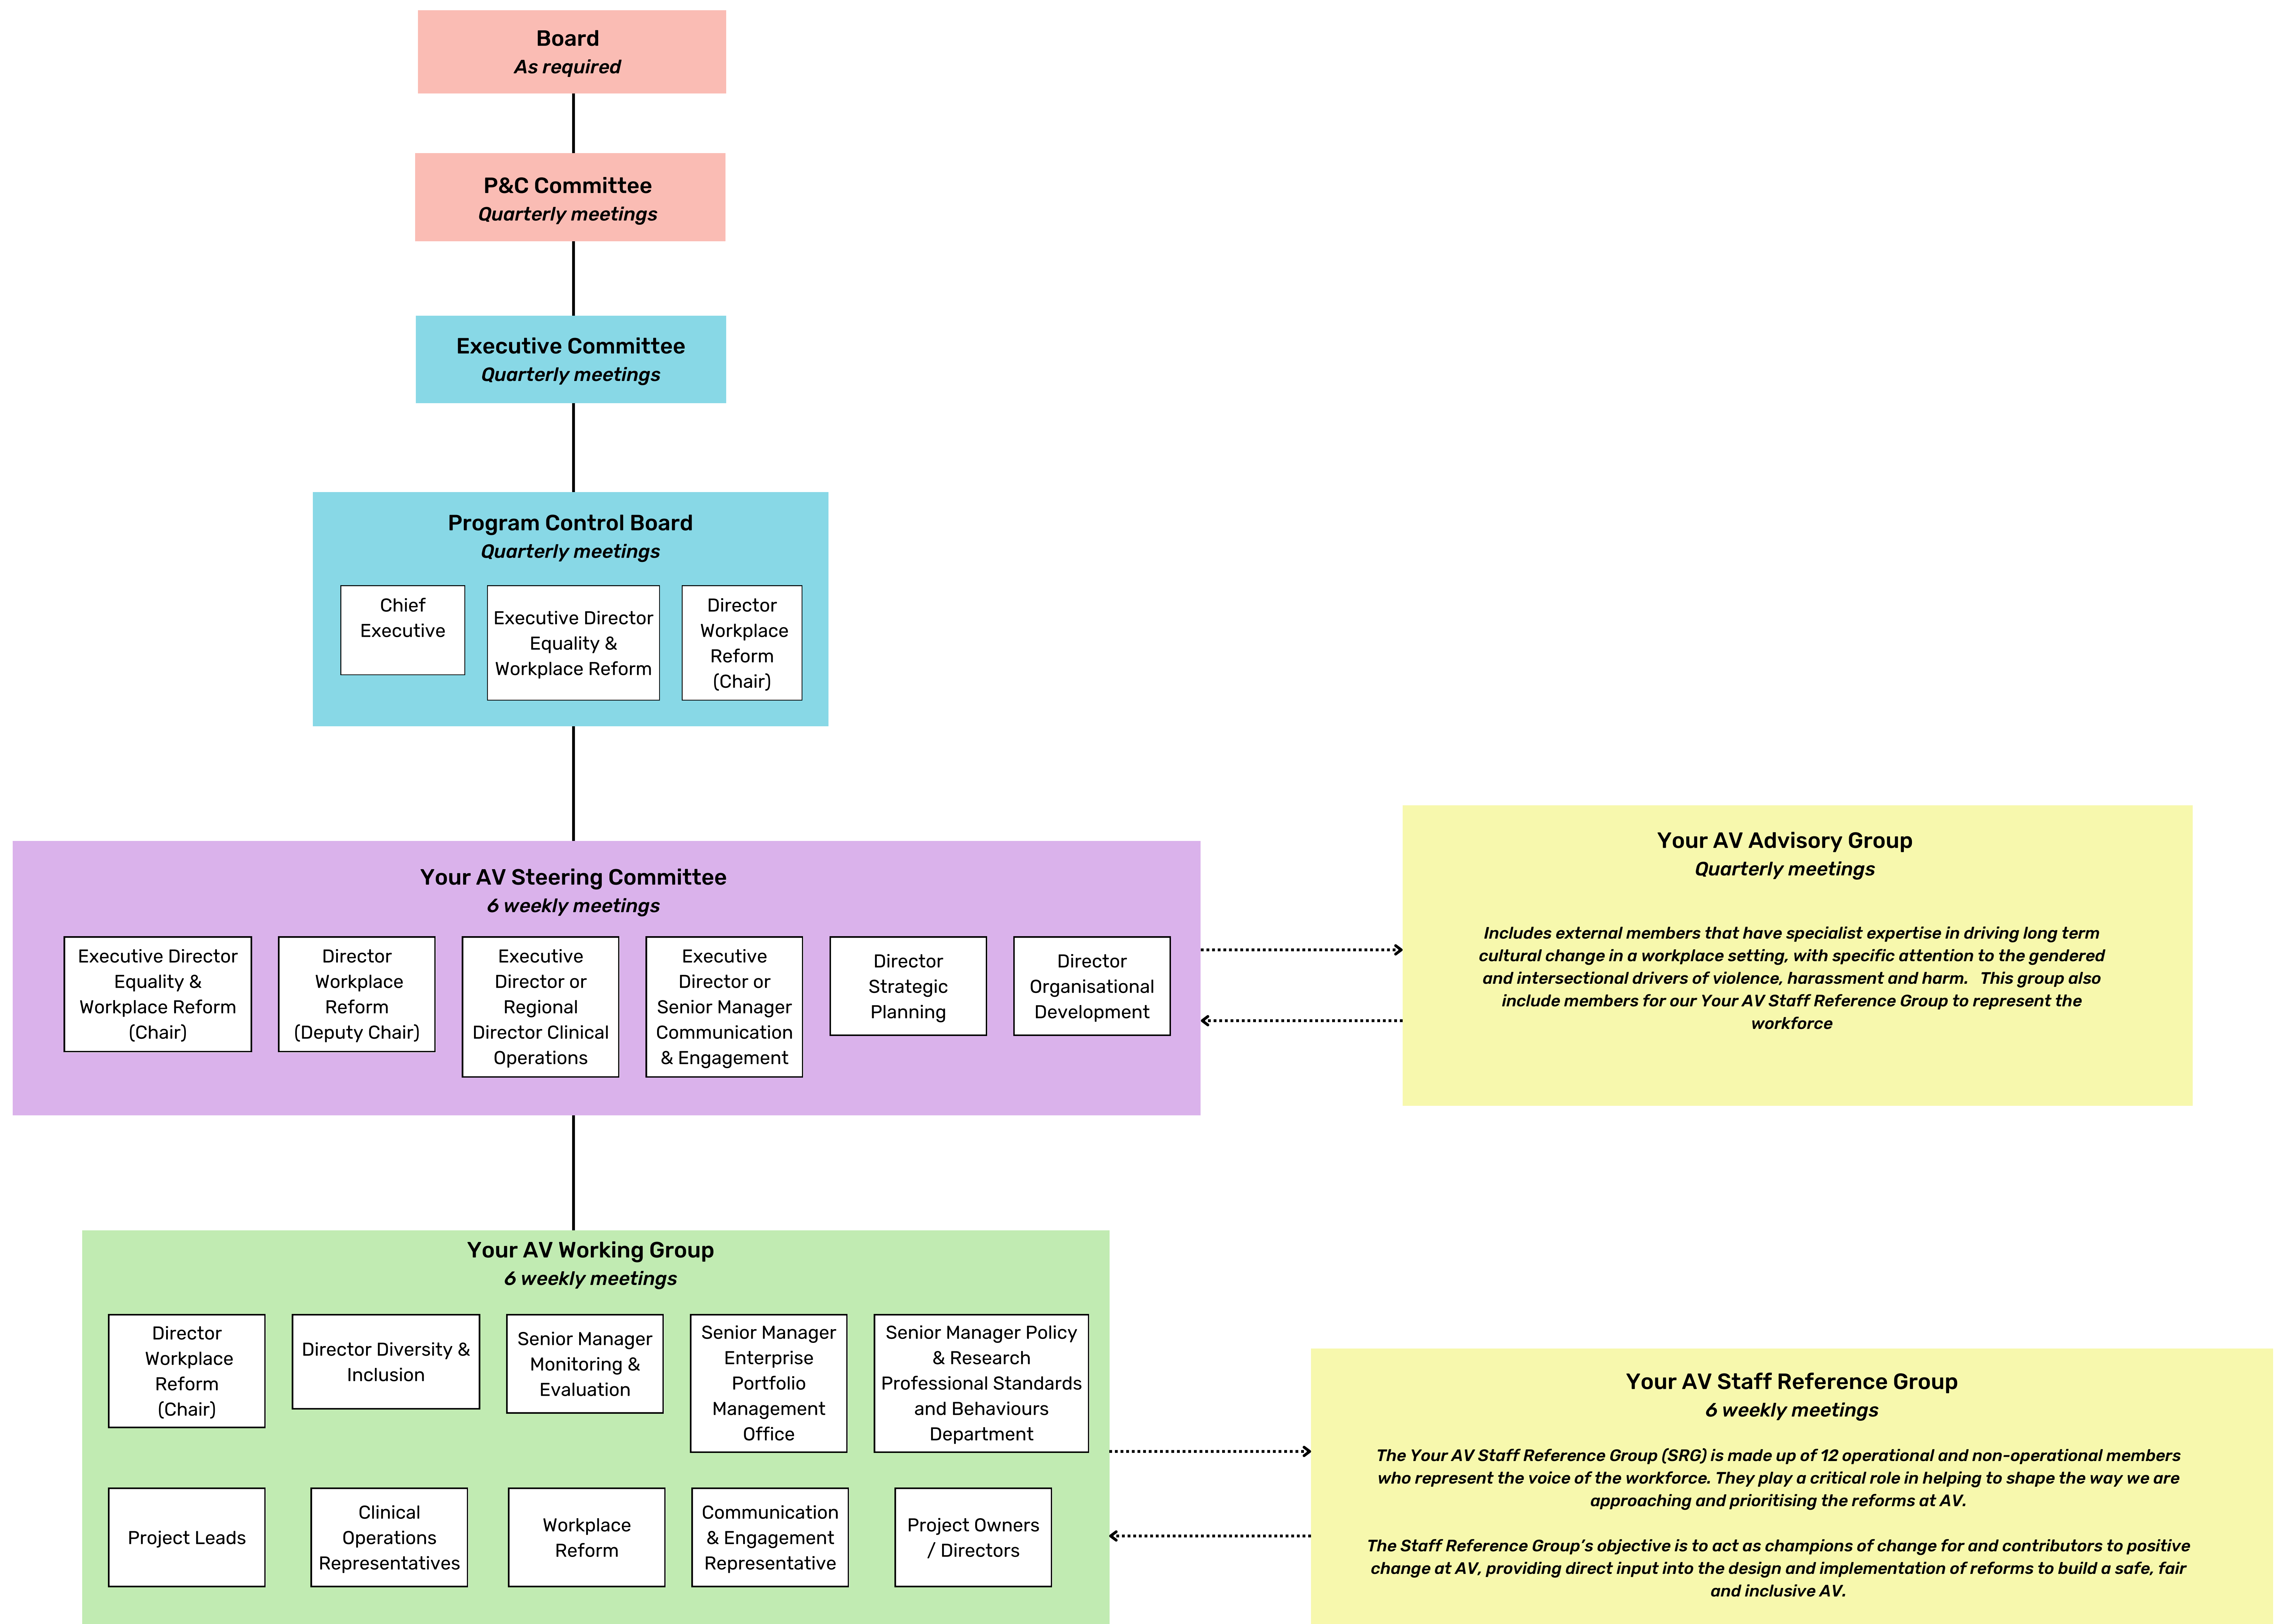 Board
As required
P&C Committee
Quarterly meetings
Executive Committee
Quarterly meetings
Program Control Board
Quarterly meetings
Chief
Executive
Executive Director
Equality &
Workplace Reform
Director
Workplace
Reform
(Chair)
Your AV Steering Committee
6 weekly meetings
Executive Director
Equality &
Workplace Reform
(Chair)
Director
Workplace
Reform
(Deputy Chair)
Executive
Director or
Regional
Director Clinical
Operations
Executive
Director or
Senior Manager
Communication
& Engagement
Director
Strategic
Planning
Director
Organisational
Development
Your AV Advisory Group
Quarterly meetings
Includes external members that have specialist expertise in driving long term
cultural change in a workplace setting, with specific attention to the gendered
and intersectional drivers of violence, harassment and harm.   This group also
include members for our Your AV Staff Reference Group to represent the
workforce
Your AV Working Group
6 weekly meetings
Director
Workplace
Reform
(Chair)
Director Diversity &
Inclusion
Senior Manager
Monitoring &
Evaluation
Senior Manager
Enterprise
Portfolio
Management
Office
Senior Manager Policy
& Research
Professional Standards
and Behaviours
Department
Project Leads
Clinical
Operations
Representatives
Workplace
Reform
Communication
& Engagement
Representative
Project Owners
/ Directors
Your AV Staff Reference Group
6 weekly meetings
The Your AV Staff Reference Group (SRG) is made up of 12 operational and non-operational members
who represent the voice of the workforce. They play a critical role in helping to shape the way we are
approaching and prioritising the reforms at AV.
The Staff Reference Group's objective is to act as champions of change for and contributors to positive
change at AV, providing direct input into the design and implementation of reforms to build a safe, fair
and inclusive AV.